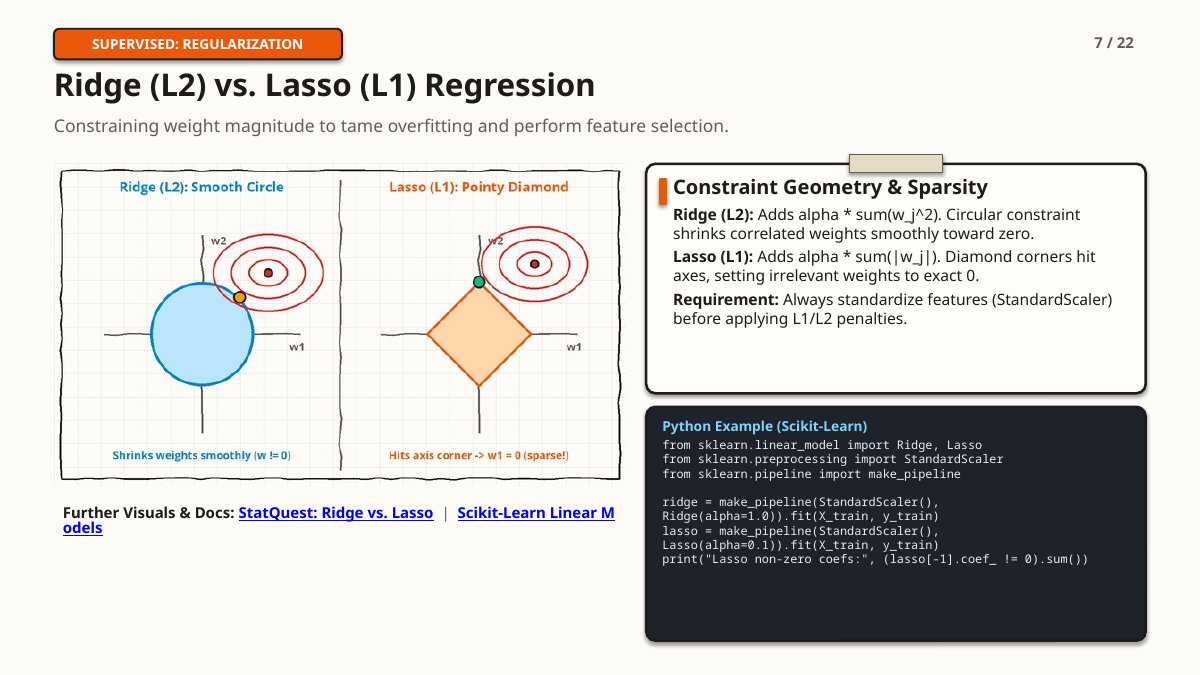 SUPERVISED: REGULARIZATION
7 / 22
Ridge (L2) vs. Lasso (L1) Regression
Constraining weight magnitude to tame overfitting and perform feature selection.
Ridge (L2): Smooth Circle
w2
w1
Shrinks weights smoothly (w != 0)
Lasso (L1): Pointy Diamond
w2
w1
Hits axis corner -> w1 = 0 (sparse!)
Further Visuals & Docs: StatQuest: Ridge vs. Lasso | Scikit-Learn Linear M
odels
Constraint Geometry & Sparsity
Ridge (L2): Adds alpha * sum(w_j^2). Circular constraint
shrinks correlated weights smoothly toward zero.
Lasso (L1): Adds alpha * sum(|w_j|). Diamond corners hit
axes, setting irrelevant weights to exact 0.
Requirement: Always standardize features (StandardScaler)
before applying L1/L2 penalties.
Python Example (Scikit-Learn)
from sklearn.linear_model import Ridge, Lasso
from sklearn.preprocessing import StandardScaler
from sklearn.pipeline import make_pipeline
ridge = make_pipeline(StandardScaler(),
Ridge(alpha=1.0)).fit(X_train, y_train)
lasso = make_pipeline(StandardScaler(),
Lasso(alpha=0.1)).fit(X_train, y_train)
print("Lasso non-zero coefs:", (lasso[-1].coef_ != 0).sum())